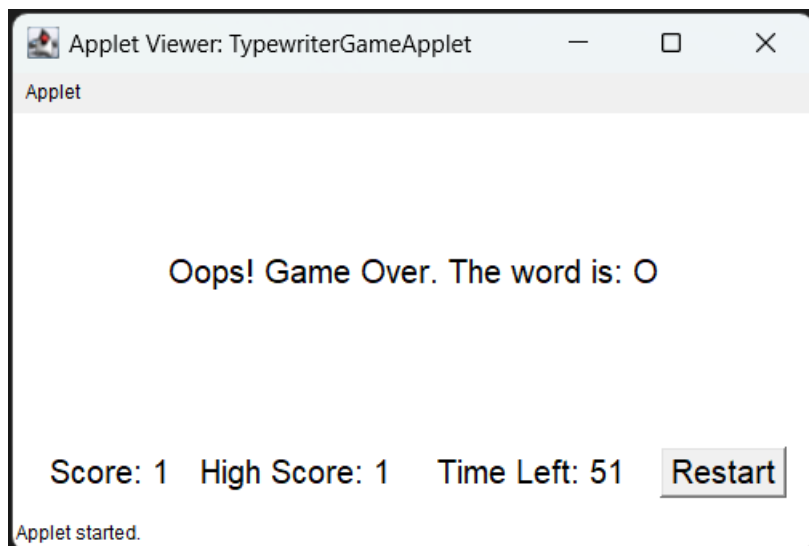 Applet Viewer: TypewriterGameApplet
Applet
Oops! Game Over. The word is: O
Score: 1 High Score: 1 Time Left: 51 Restart
Applet started.